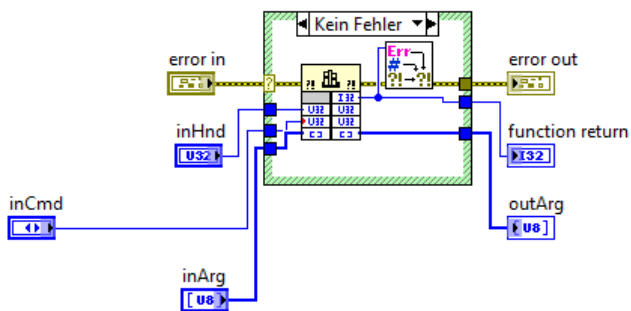 Kein Fehler
error in
error out
Err
#
?!→?!
?! ?!
?
I32
inHnd
U32
U32 U32
U32 U32
function return
I32
inCmd
outArg
[U8]
inArg
[U8]